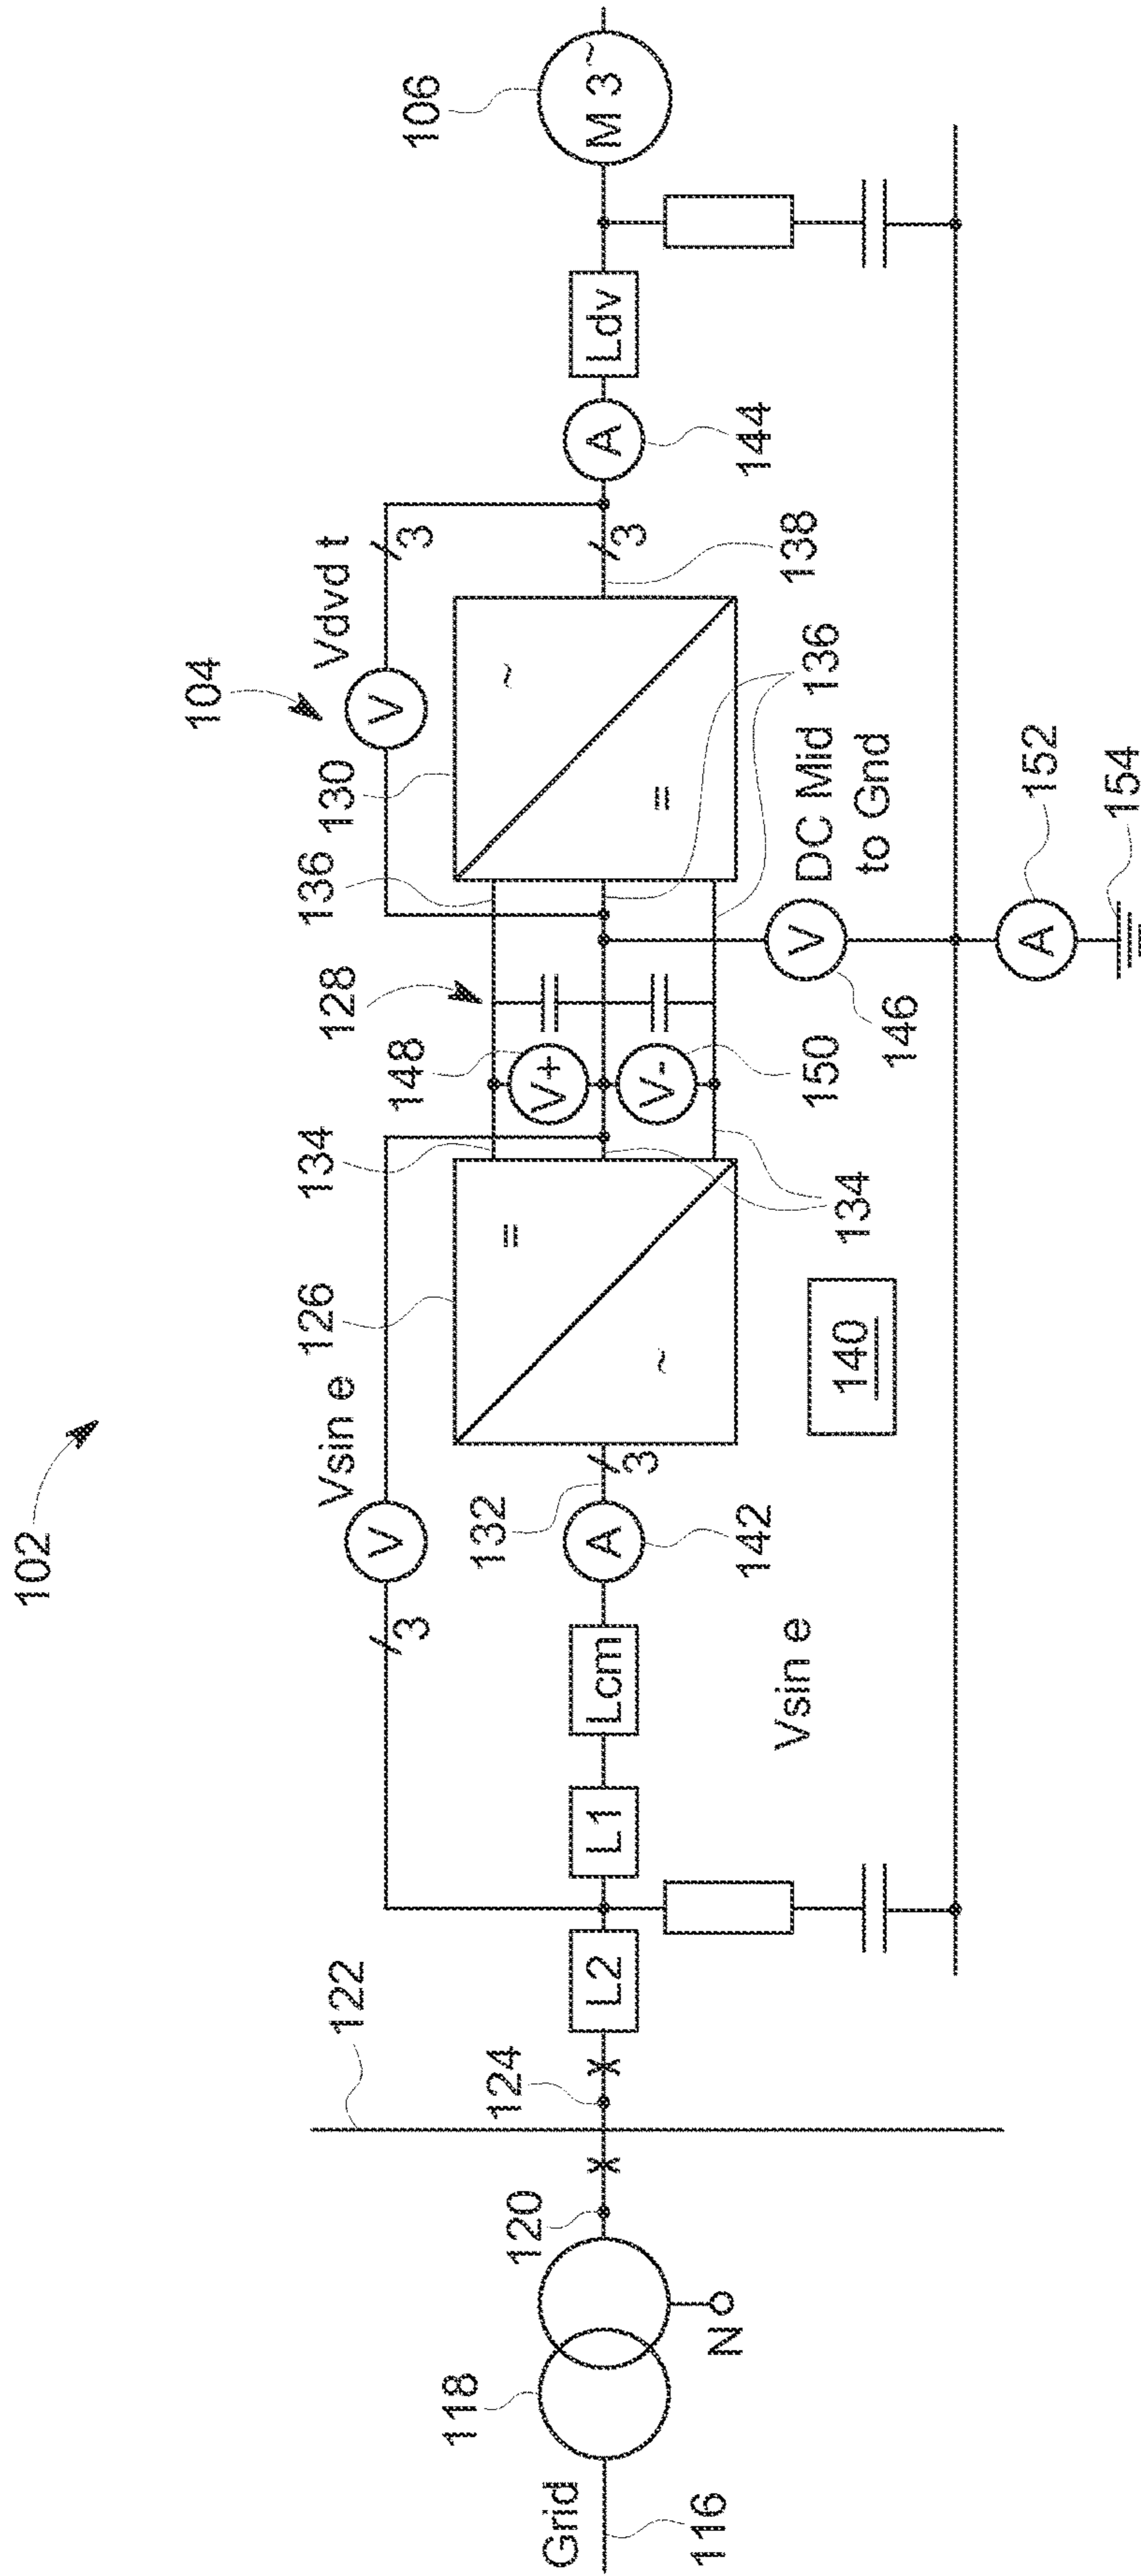 102
104
Vsin e
Vdvd t
3
V
V
3
126
134
148
128
136
130
106
Grid
116
118
N
120
122
124
L2
L1
Lcm
A
132
3
=
~
V+
V-
~
=
3
A
Ldv
M 3
~
142
134
150
136
138
144
Vsin e
140
V
146
DC Mid
to Gnd
A
152
154